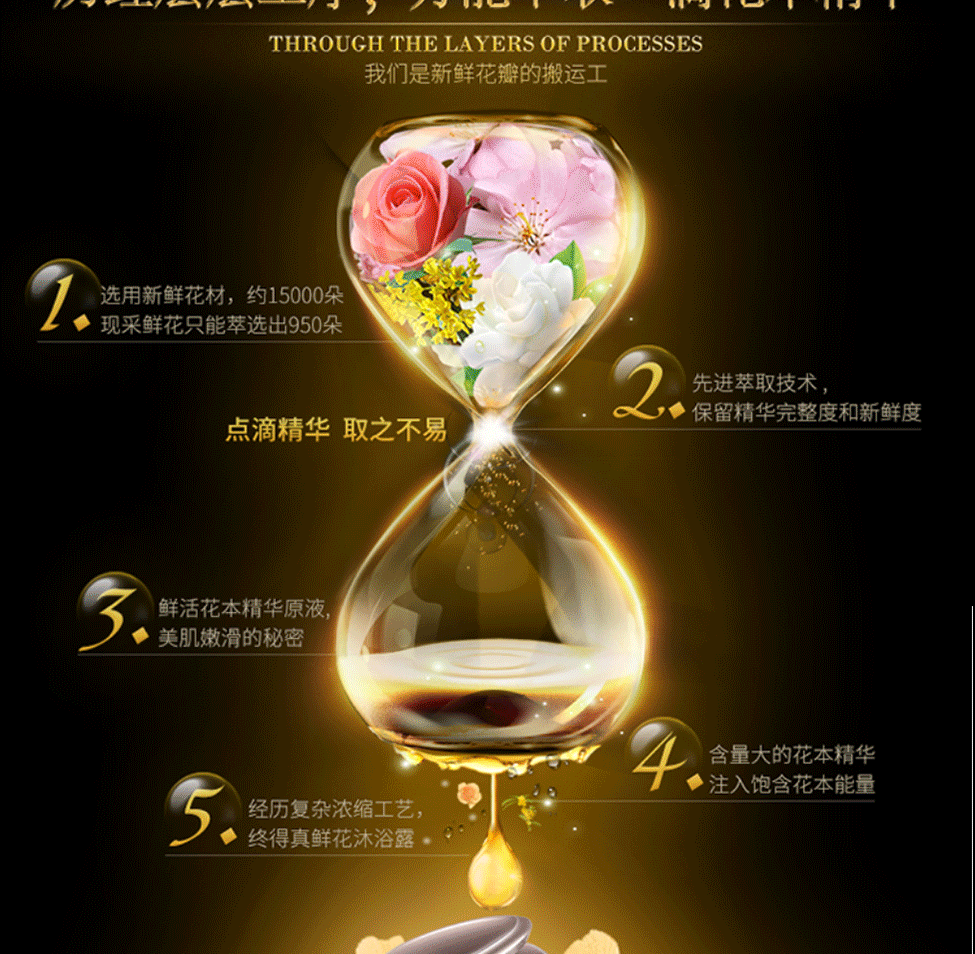 THROUGH THE LAYERS OF PROCESSES
我们是新鲜花瓣的搬运工
1.
选用新鲜花材，约15000朵
现采鲜花只能萃选出950朵
2.
先进萃取技术，
保留精华完整度和新鲜度
点滴精华 取之不易
3.
鲜活花本精华原液,
美肌嫩滑的秘密
4.
含量大的花本精华
注入饱含花本能量
5.
经历复杂浓缩工艺，
终得真鲜花沐浴露